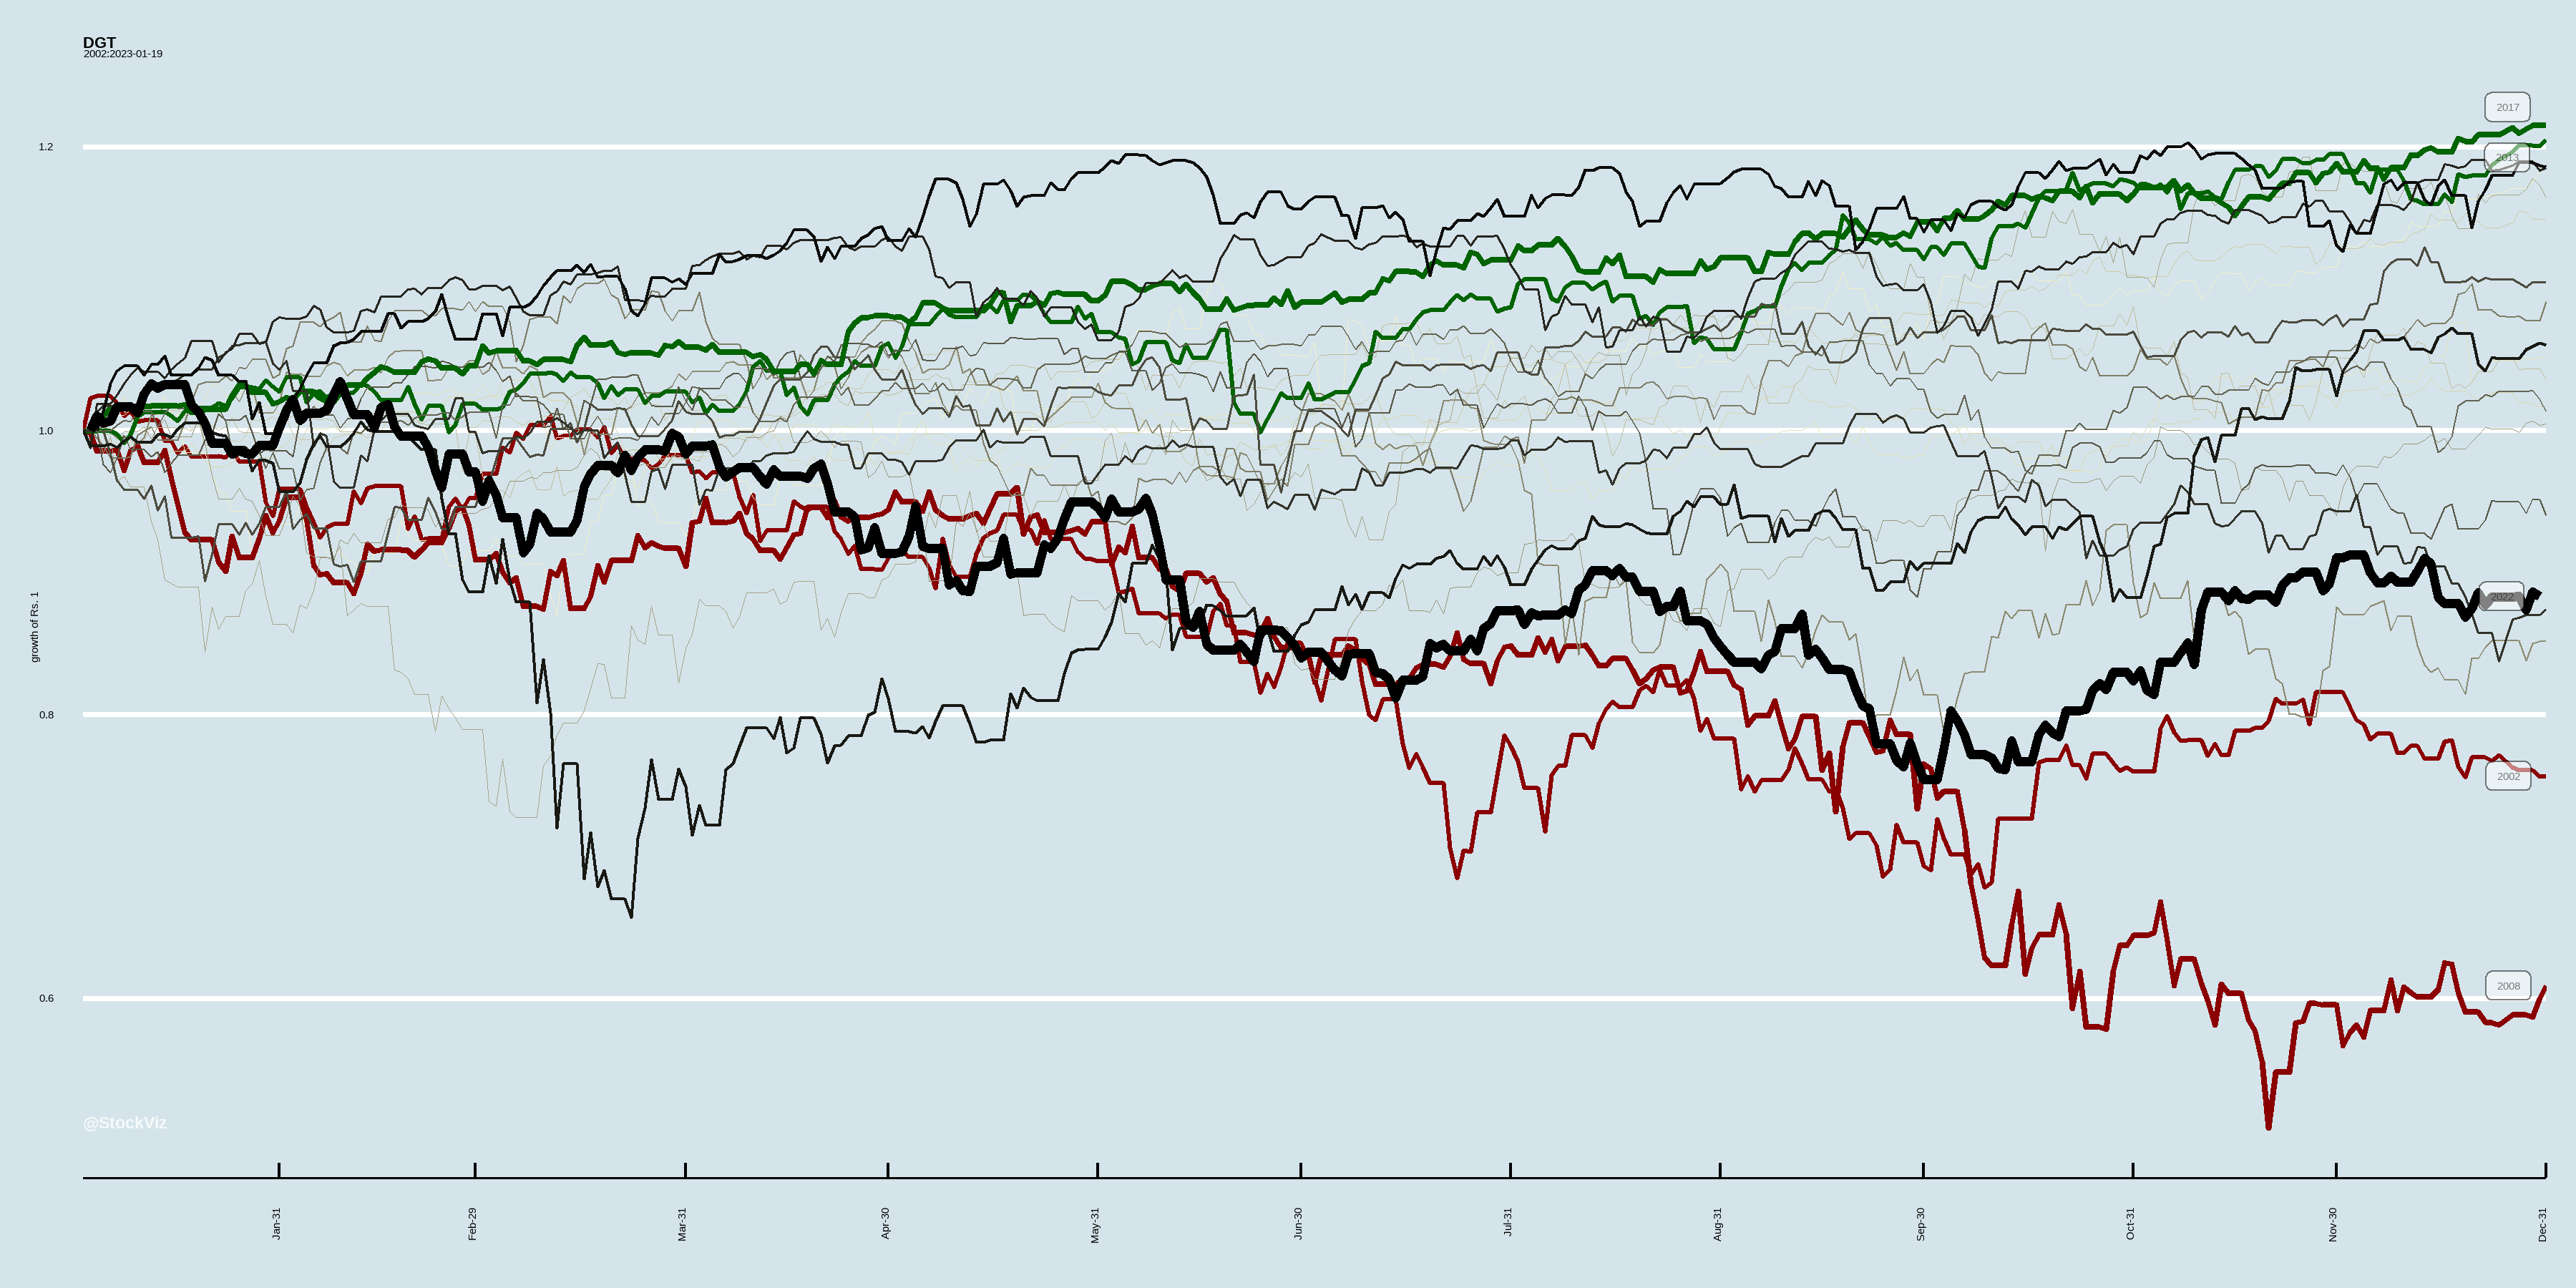 DGT
2002:2023-01-19
2017
1.2
2013
1.0
growth of Rs. 1
2022
0.8
2002
2008
0.6
@StockViz
Jan-31
Feb-29
Mar-31
Apr-30
May-31
Jun-30
Jul-31
Aug-31
Sep-30
Oct-31
Nov-30
Dec-31